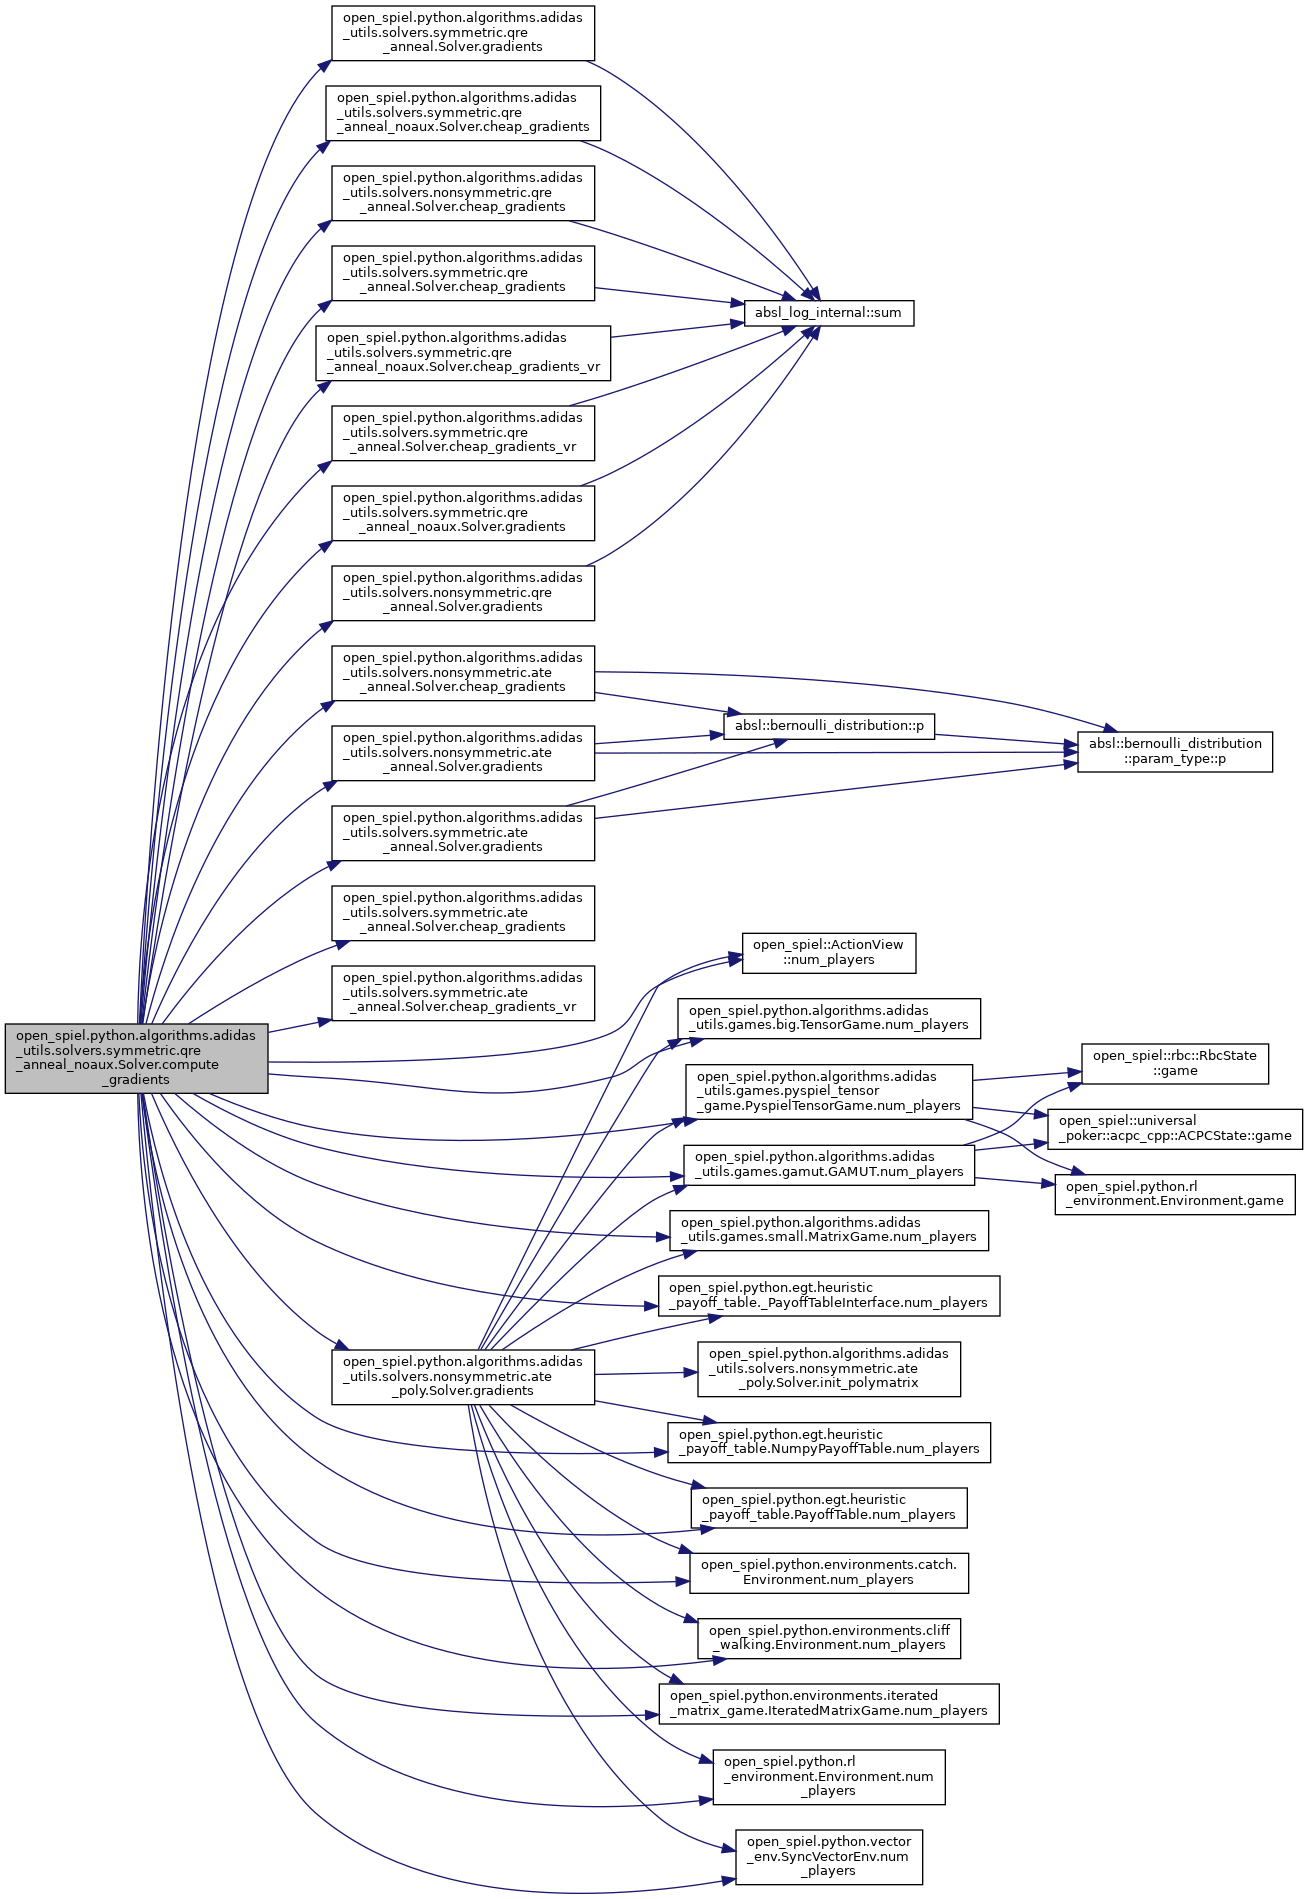 open_spiel.python.algorithms.adidas
_utils.solvers.symmetric.qre
_anneal_noaux.Solver.compute
_gradients
open_spiel.python.algorithms.adidas
_utils.solvers.symmetric.qre
_anneal.Solver.gradients
open_spiel.python.algorithms.adidas
_utils.solvers.symmetric.qre
_anneal_noaux.Solver.cheap_gradients
open_spiel.python.algorithms.adidas
_utils.solvers.nonsymmetric.qre
_anneal.Solver.cheap_gradients
open_spiel.python.algorithms.adidas
_utils.solvers.symmetric.qre
_anneal.Solver.cheap_gradients
open_spiel.python.algorithms.adidas
_utils.solvers.symmetric.qre
_anneal_noaux.Solver.cheap_gradients_vr
open_spiel.python.algorithms.adidas
_utils.solvers.symmetric.qre
_anneal.Solver.cheap_gradients_vr
open_spiel.python.algorithms.adidas
_utils.solvers.symmetric.qre
_anneal_noaux.Solver.gradients
open_spiel.python.algorithms.adidas
_utils.solvers.nonsymmetric.qre
_anneal.Solver.gradients
open_spiel.python.algorithms.adidas
_utils.solvers.nonsymmetric.ate
_anneal.Solver.cheap_gradients
open_spiel.python.algorithms.adidas
_utils.solvers.nonsymmetric.ate
_anneal.Solver.gradients
open_spiel.python.algorithms.adidas
_utils.solvers.symmetric.ate
_anneal.Solver.gradients
open_spiel.python.algorithms.adidas
_utils.solvers.symmetric.ate
_anneal.Solver.cheap_gradients
open_spiel.python.algorithms.adidas
_utils.solvers.symmetric.ate
_anneal.Solver.cheap_gradients_vr
open_spiel.python.algorithms.adidas
_utils.solvers.nonsymmetric.ate
_poly.Solver.gradients
absl_log_internal::sum
absl::bernoulli_distribution::p
absl::bernoulli_distribution
::param_type::p
open_spiel::ActionView
::num_players
open_spiel.python.algorithms.adidas
_utils.games.big.TensorGame.num_players
open_spiel.python.algorithms.adidas
_utils.games.pyspiel_tensor
_game.PyspielTensorGame.num_players
open_spiel.python.algorithms.adidas
_utils.games.gamut.GAMUT.num_players
open_spiel.python.algorithms.adidas
_utils.games.small.MatrixGame.num_players
open_spiel.python.egt.heuristic
_payoff_table._PayoffTableInterface.num_players
open_spiel.python.algorithms.adidas
_utils.solvers.nonsymmetric.ate
_poly.Solver.init_polymatrix
open_spiel.python.egt.heuristic
_payoff_table.NumpyPayoffTable.num_players
open_spiel.python.egt.heuristic
_payoff_table.PayoffTable.num_players
open_spiel.python.environments.catch.
Environment.num_players
open_spiel.python.environments.cliff
_walking.Environment.num_players
open_spiel.python.environments.iterated
_matrix_game.IteratedMatrixGame.num_players
open_spiel.python.rl
_environment.Environment.num
_players
open_spiel.python.vector
_env.SyncVectorEnv.num
_players
open_spiel::rbc::RbcState
::game
open_spiel::universal
_poker::acpc_cpp::ACPCState::game
open_spiel.python.rl
_environment.Environment.game